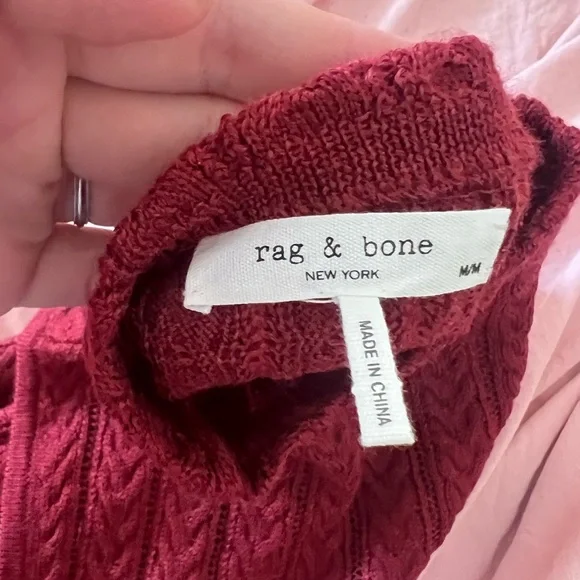 rag & bone
NEW YORK
M/M
MADE IN CHINA